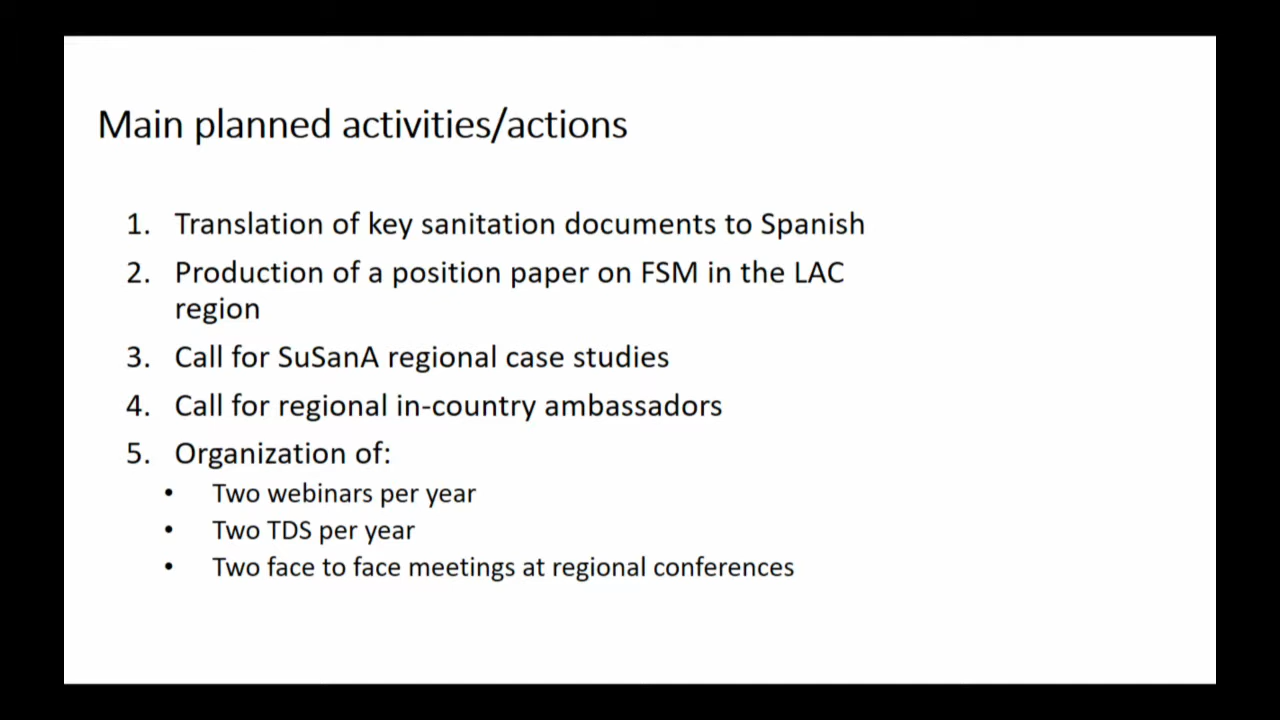 Main planned activities/actions
1. Translation of key sanitation documents to Spanish
2. Production of a position paper on FSM in the LAC
region
3. Call for SuSanA regional case studies
4. Call for regional in-country ambassadors
5. Organization of:
• Two webinars per year
• Two TDS per year
• Two face to face meetings at regional conferences